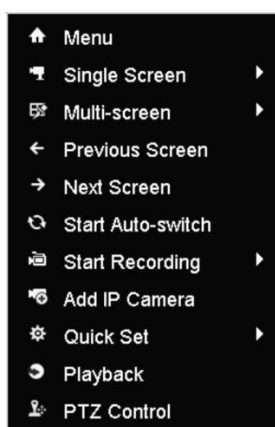 Menu
Single Screen
Multi-screen
Previous Screen
Next Screen
Start Auto-switch
Start Recording
Add IP Camera
Quick Set
Playback
PTZ Control